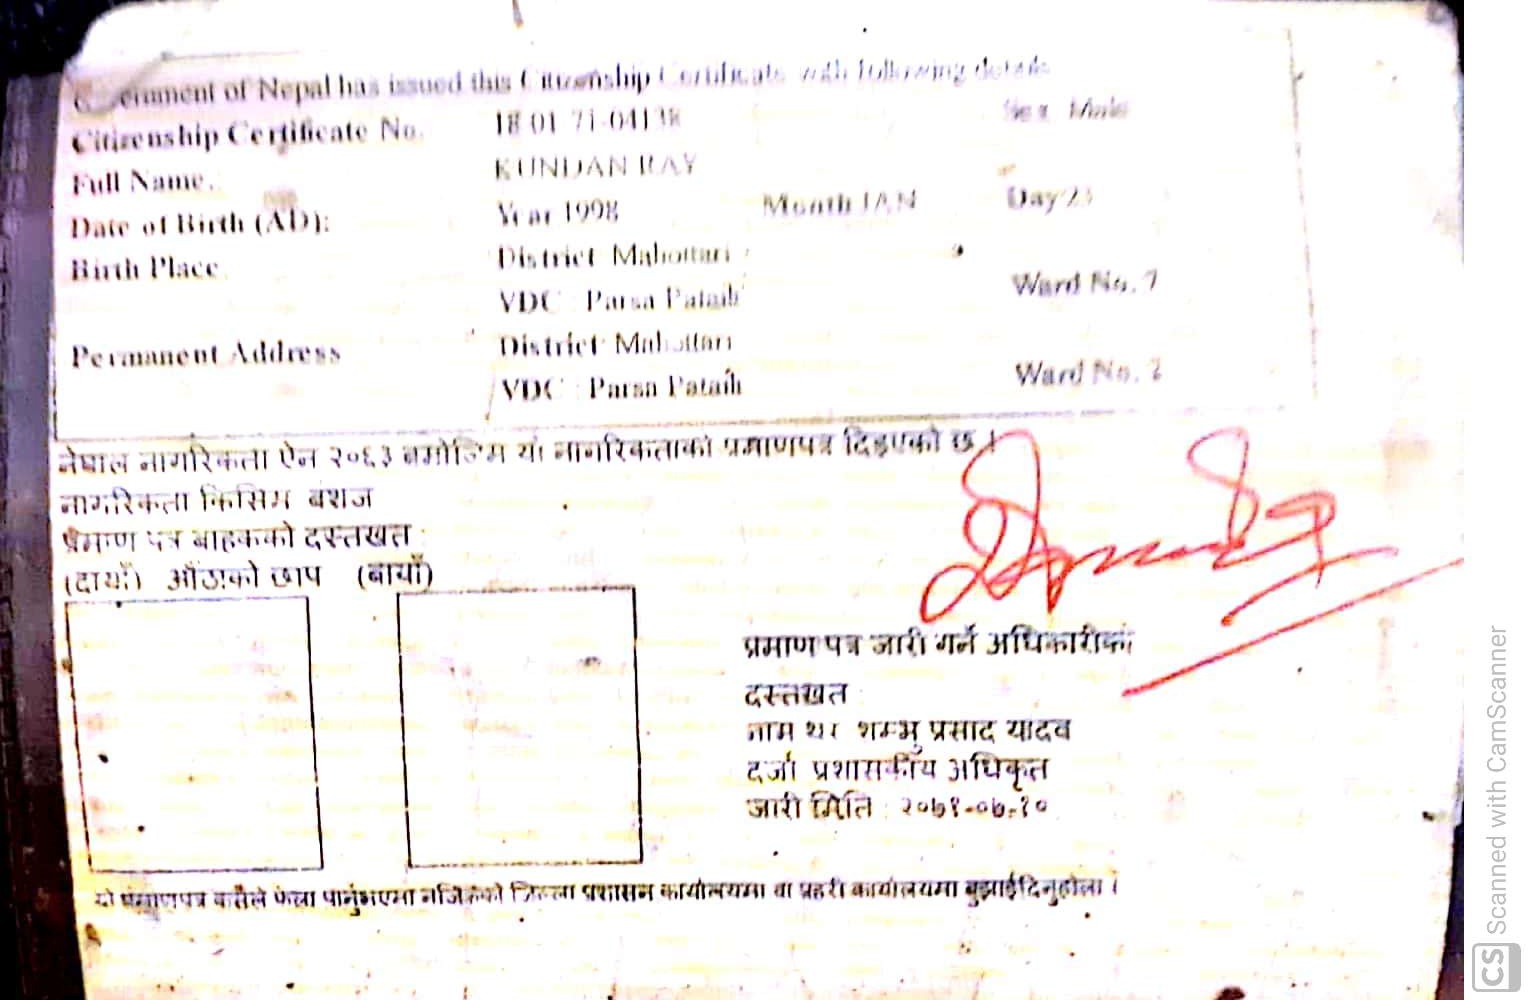 Government of Nepal has issued this Citizenship Certificate with following details
Citizenship Certificate No. 18-01-71-04138 Sex Male
Full Name. KUNDAN RAY
Date of Birth (AD): Year 1998 Month JAN Day
Birth Place District Mahottari
VDC : Parsa Pataili Ward No.
Permanent Address District Mahottari
VDC : Parsa Pataili Ward No.
नेपाल नागरिकता ऐन २०६३ बमोजिम यो नागरिकताको प्रमाणपत्र दिइएको छ ।
नागरिकता किसिम वंशज
प्रमाण पत्र बाहकको दस्तखत :
(दायाँ) औंठाको छाप (बायाँ)
प्रमाण पत्र जारी गर्ने अधिकारीको
दस्तखत :
नाम थर शम्भु प्रसाद यादव
दर्जा प्रशासकीय अधिकृत
जारी मिति : २०७१-०७-१०
यो प्रमाणपत्र कसैले फेला पार्नुभएमा नजिकको जिल्ला प्रशासन कार्यालयमा वा प्रहरी कार्यालयमा बुझाईदिनुहोला ।
CS Scanned with CamScanner